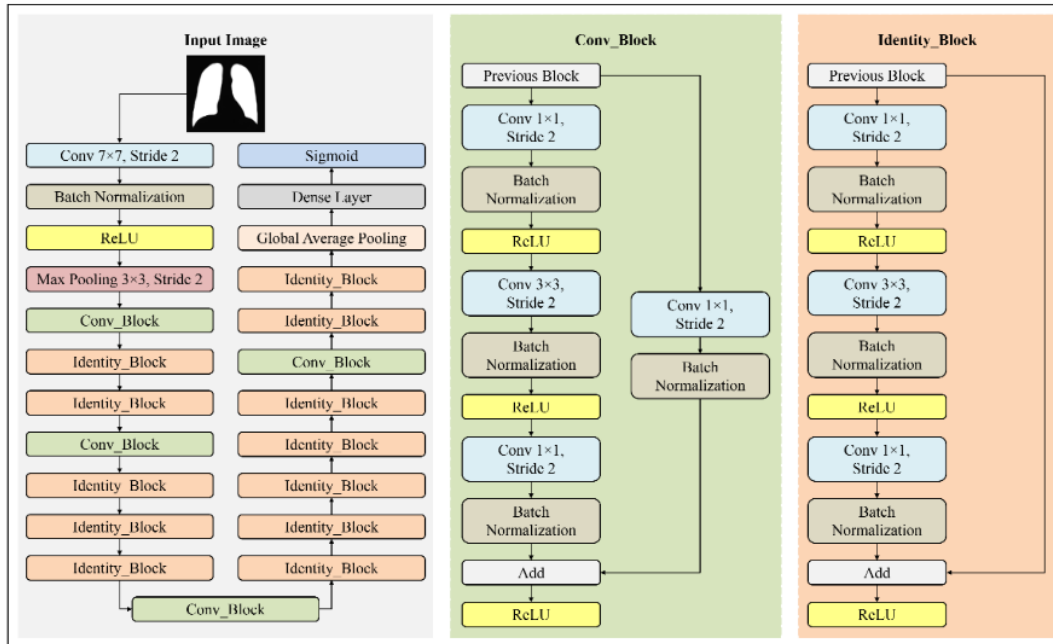 Input Image
Conv 7×7, Stride 2
Batch Normalization
ReLU
Max Pooling 3×3, Stride 2
Conv_Block
Identity_Block
Identity_Block
Conv_Block
Identity_Block
Identity_Block
Identity_Block
Conv_Block
Identity_Block
Identity_Block
Identity_Block
Identity_Block
Identity_Block
Conv_Block
Identity_Block
Identity_Block
Global Average Pooling
Dense Layer
Sigmoid
Conv_Block
Previous Block
Conv 1×1,
Stride 2
Batch
Normalization
ReLU
Conv 3×3,
Stride 2
Batch
Normalization
ReLU
Conv 1×1,
Stride 2
Batch
Normalization
Conv 1×1,
Stride 2
Batch
Normalization
Add
ReLU
Identity_Block
Previous Block
Conv 1×1,
Stride 2
Batch
Normalization
ReLU
Conv 3×3,
Stride 2
Batch
Normalization
ReLU
Conv 1×1,
Stride 2
Batch
Normalization
Add
ReLU